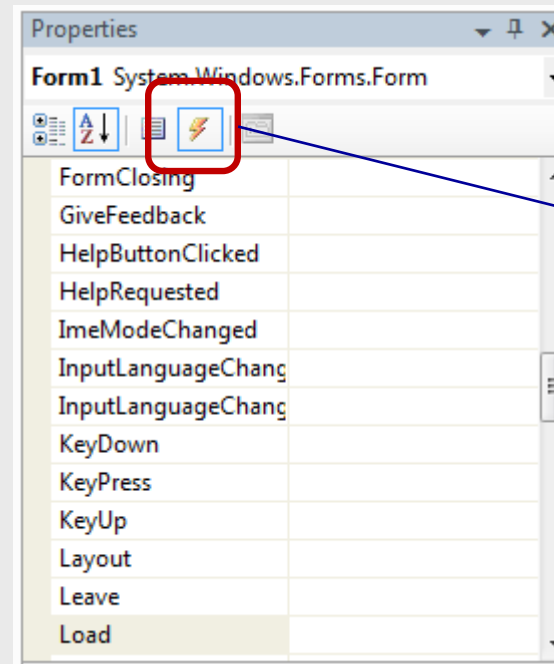 Properties
Form1 System.Windows.Forms.Form
A
Z
FormClosing
GiveFeedback
HelpButtonClicked
HelpRequested
ImeModeChanged
InputLanguageChang
InputLanguageChang
KeyDown
KeyPress
KeyUp
Layout
Leave
Load